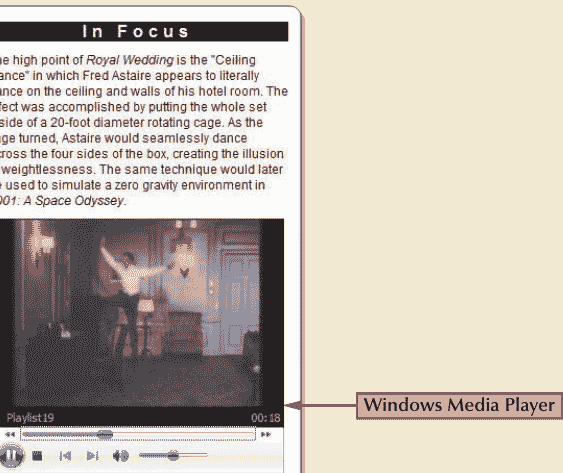 In Focus
he high point of Royal Wedding is the "Ceiling
ance" in which Fred Astaire appears to literally
ance on the ceiling and walls of his hotel room. The
fect was accomplished by putting the whole set
side of a 20-foot diameter rotating cage. As the
ge turned, Astaire would seamlessly dance
cross the four sides of the box, creating the illusion
weightlessness. The same technique would later
e used to simulate a zero gravity environment in
001: A Space Odyssey.
Playlist19 00:18
Windows Media Player